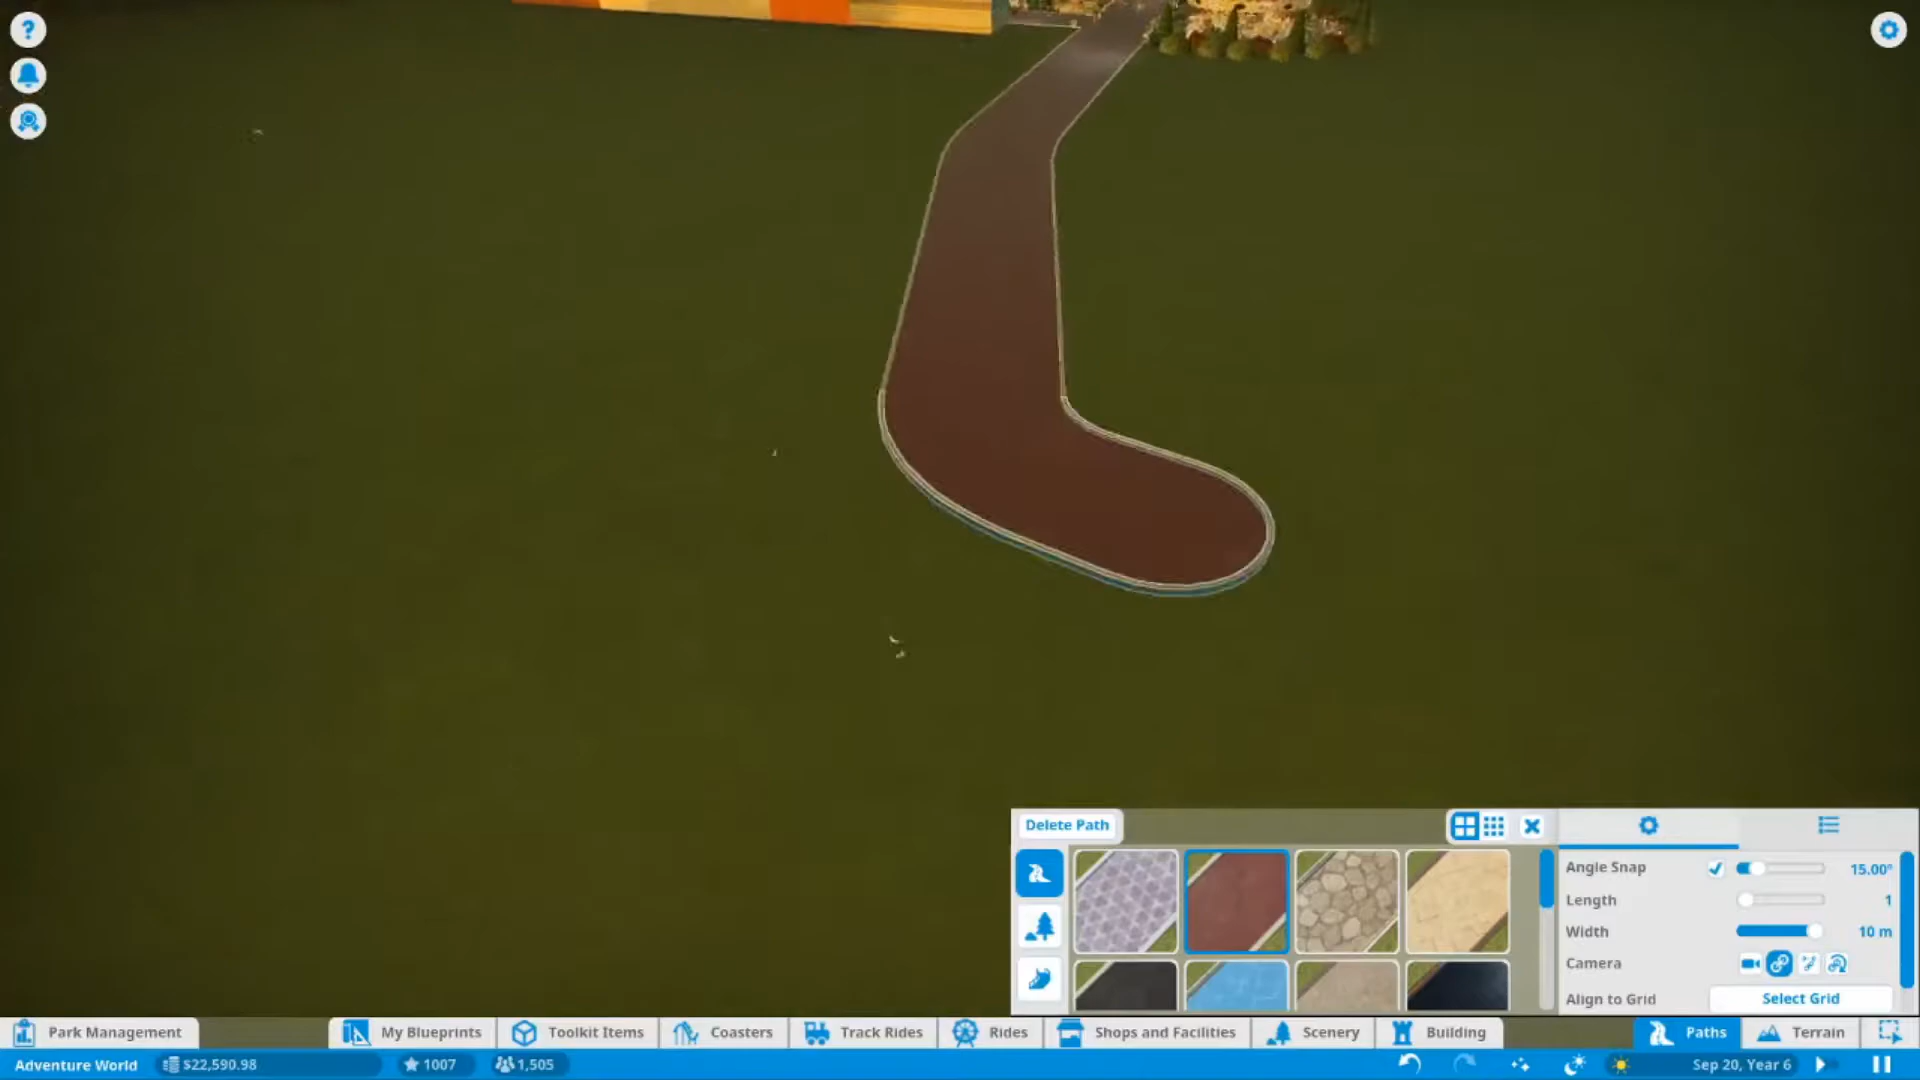 ?
Delete Path
Angle Snap 15.00°
Length 1
Width 10 m
Camera
Align to Grid Select Grid
Park Management My Blueprints Toolkit Items Coasters Track Rides Rides Shops and Facilities Scenery Building Paths Terrain
Adventure World $22,590.98 1007 1,505 Sep 20, Year 6